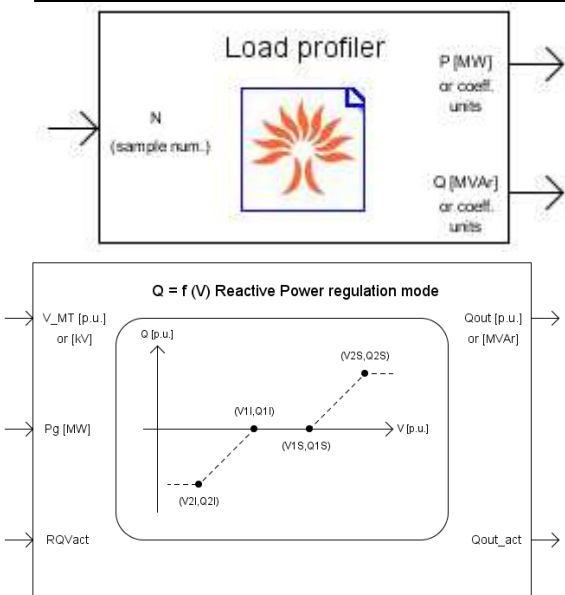 Load profiler
P [MW]
or coeff.
units
N
(sample num.)
Q [MVAr]
or coeff.
units
Q = f (V) Reactive Power regulation mode
V_MT [p.u.]
or [kV]
Qout [p.u.]
or [MVAr]
Q [p.u.]
(V2S,Q2S)
(V1I,Q1I)
Pg [MW]
V [p.u.]
(V1S,Q1S)
(V2I,Q2I)
RQVact
Qout_act